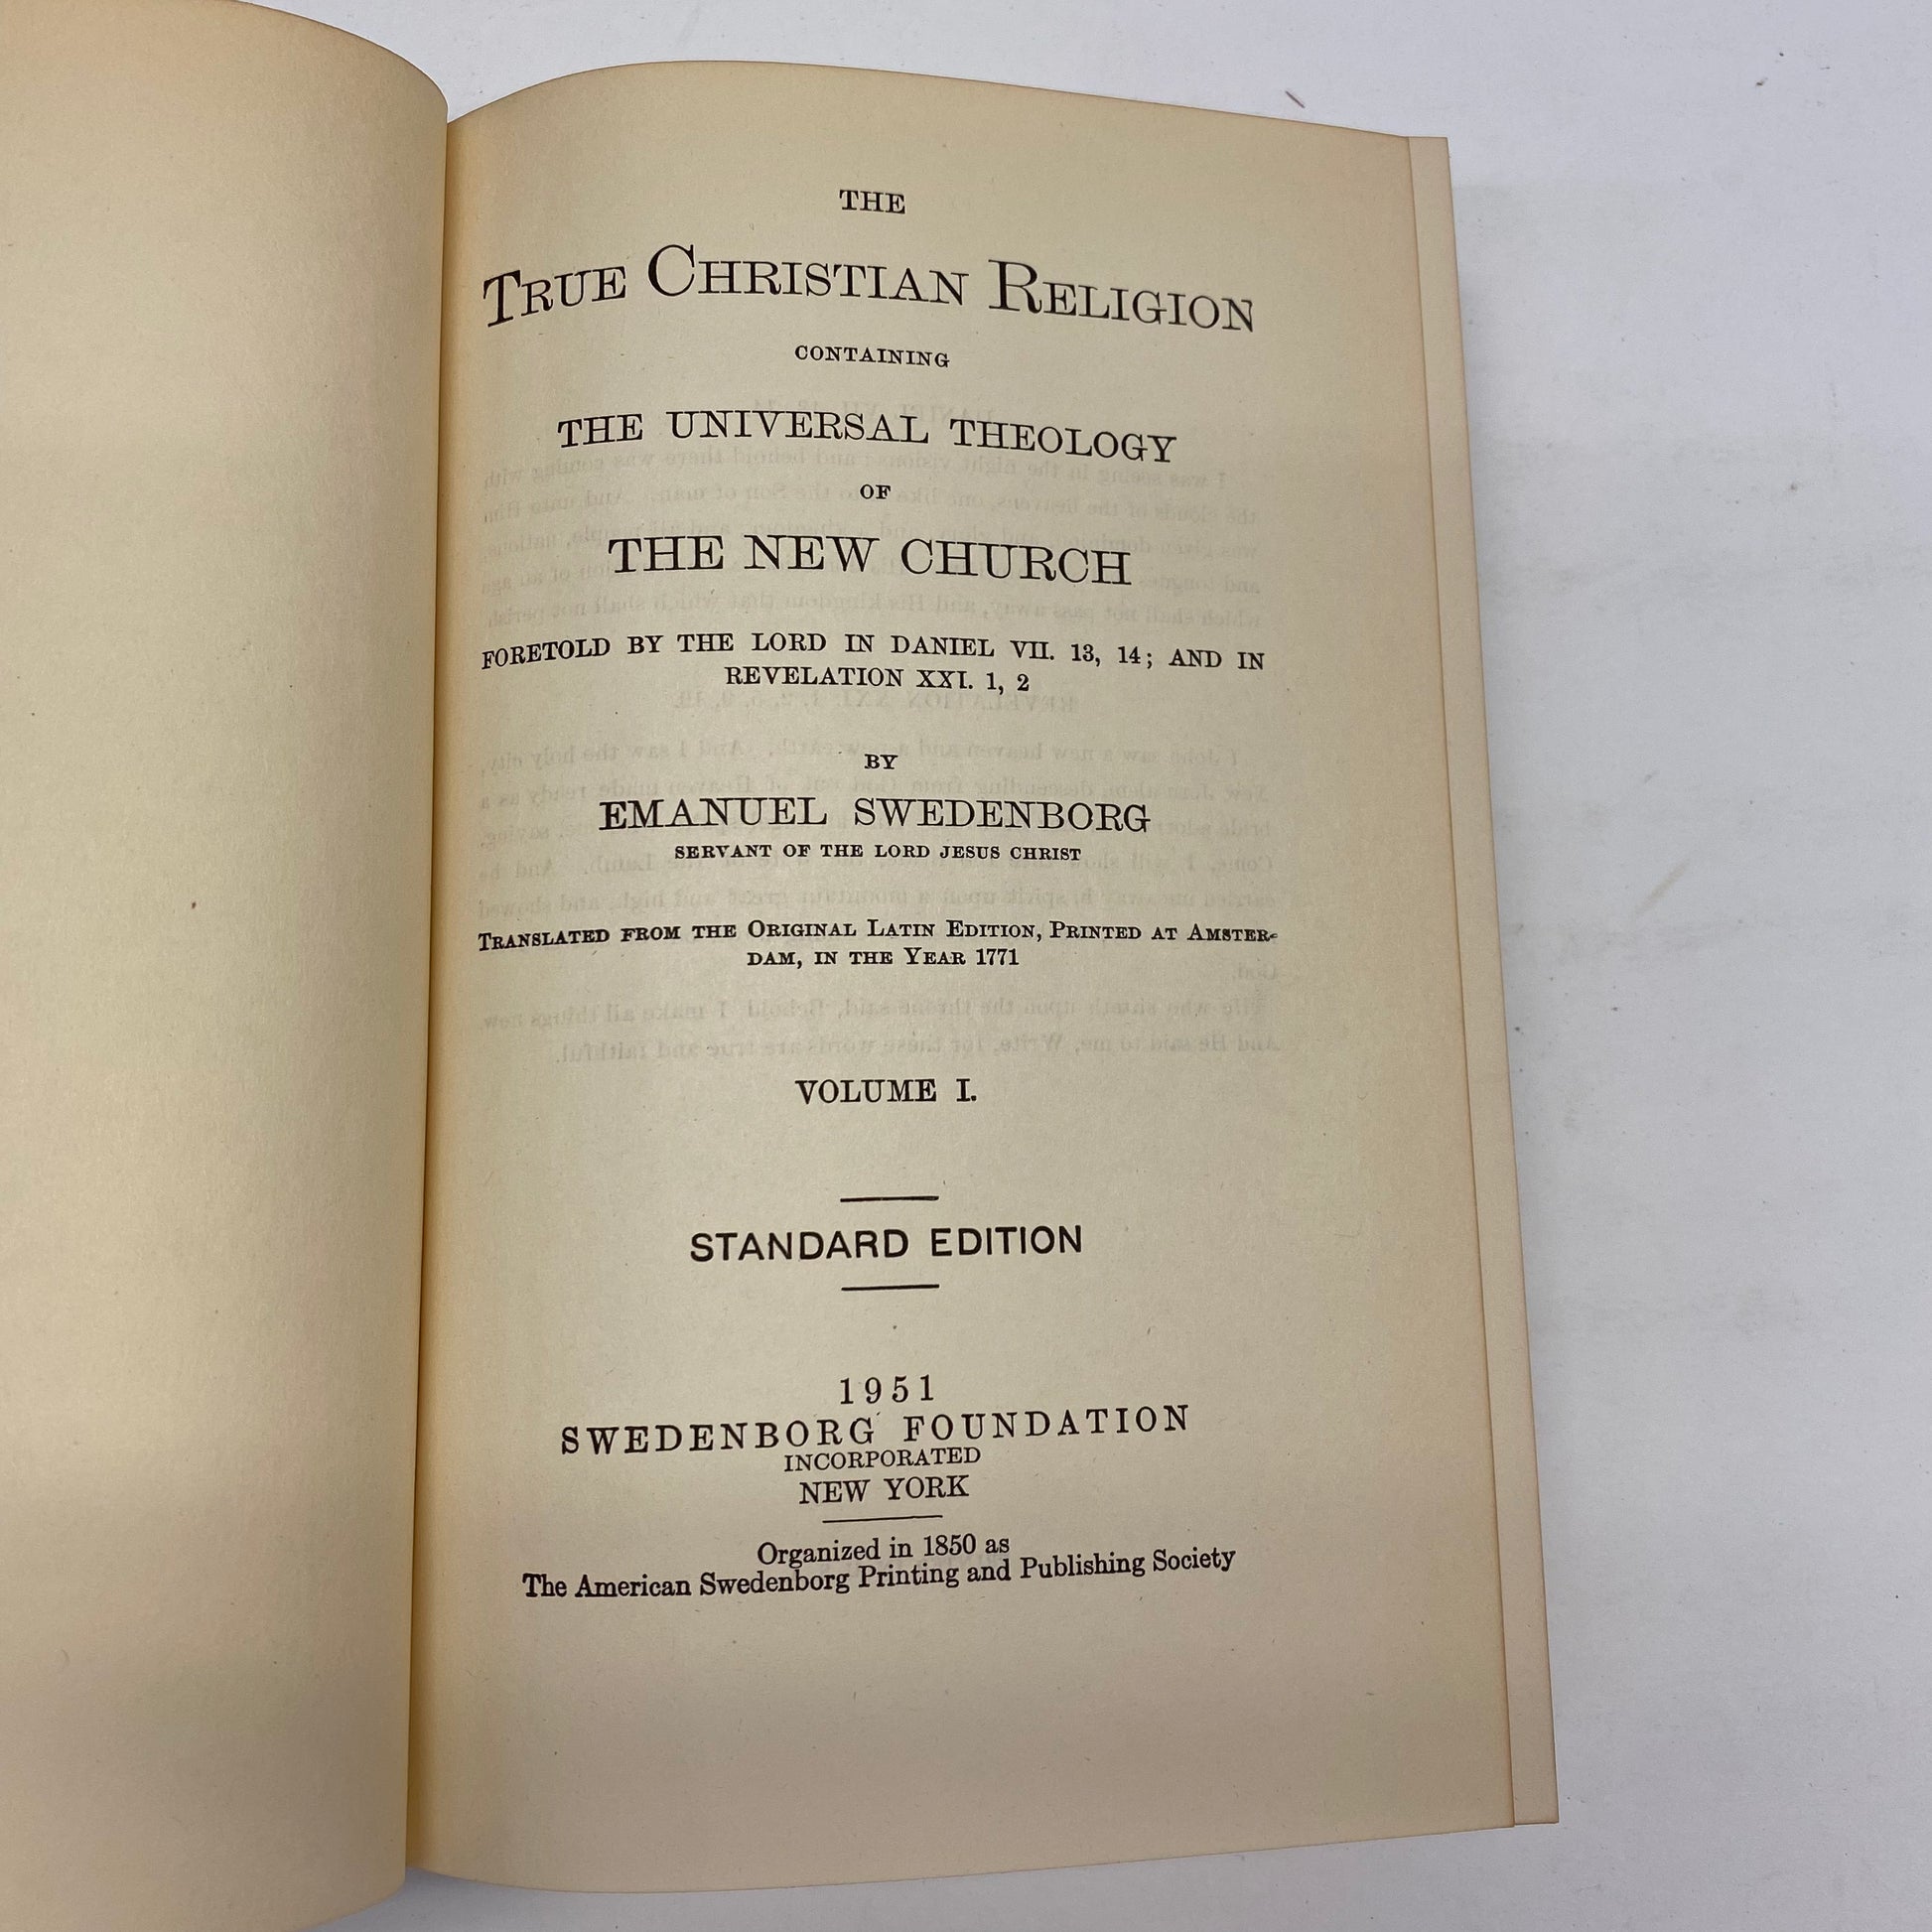 THE
TRUE CHRISTIAN RELIGION
CONTAINING
THE UNIVERSAL THEOLOGY
OF
THE NEW CHURCH
FORETOLD BY THE LORD IN DANIEL VII. 13, 14; AND IN
REVELATION XXI. 1, 2
BY
EMANUEL SWEDENBORG
SERVANT OF THE LORD JESUS CHRIST
TRANSLATED FROM THE ORIGINAL LATIN EDITION, PRINTED AT AMSTER-
DAM, IN THE YEAR 1771
VOLUME I.
STANDARD EDITION
1951
SWEDENBORG FOUNDATION
INCORPORATED
NEW YORK
Organized in 1850 as
The American Swedenborg Printing and Publishing Society